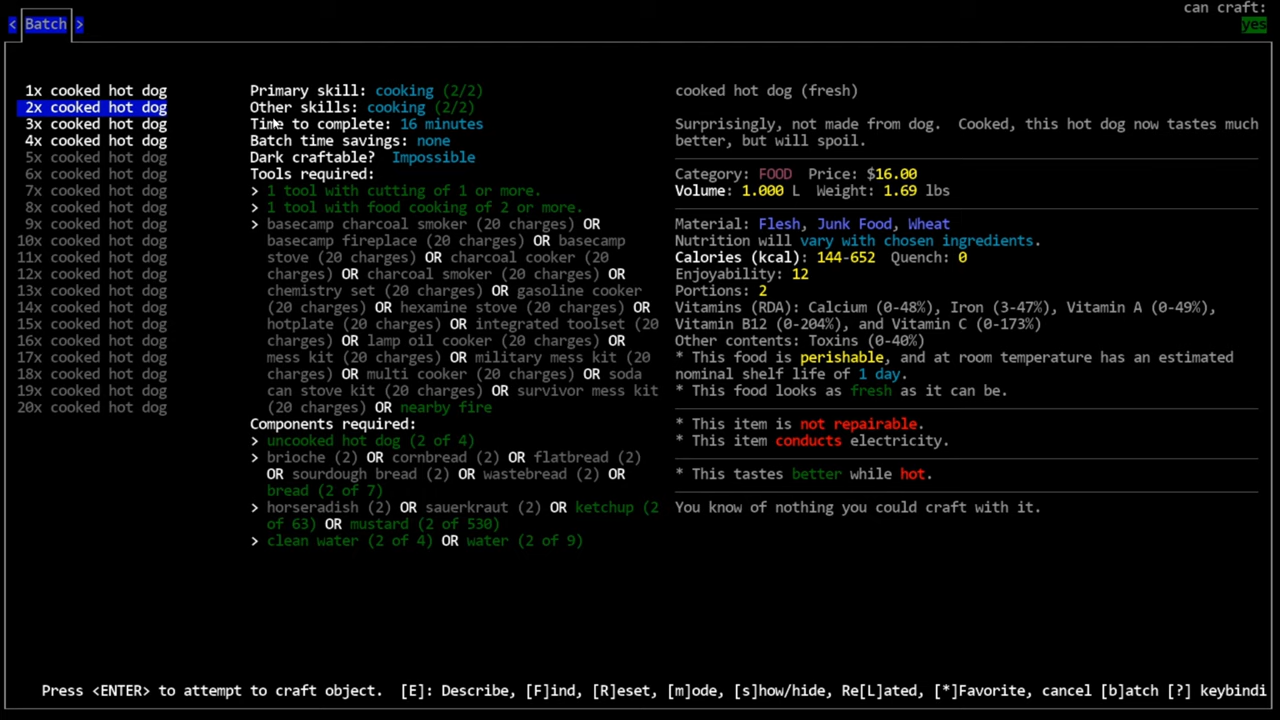 can craft:
< Batch >
yes
1x cooked hot dog
2x cooked hot dog
3x cooked hot dog
4x cooked hot dog
5x cooked hot dog
6x cooked hot dog
7x cooked hot dog
8x cooked hot dog
9x cooked hot dog
10x cooked hot dog
11x cooked hot dog
12x cooked hot dog
13x cooked hot dog
14x cooked hot dog
15x cooked hot dog
16x cooked hot dog
17x cooked hot dog
18x cooked hot dog
19x cooked hot dog
20x cooked hot dog
Primary skill: cooking (2/2)
Other skills: cooking (2/2)
Time to complete: 16 minutes
Batch time savings: none
Dark craftable? Impossible
Tools required:
> 1 tool with cutting of 1 or more.
> 1 tool with food cooking of 2 or more.
> basecamp charcoal smoker (20 charges) OR
basecamp fireplace (20 charges) OR basecamp
stove (20 charges) OR charcoal cooker (20
charges) OR charcoal smoker (20 charges) OR
chemistry set (20 charges) OR gasoline cooker
(20 charges) OR hexamine stove (20 charges) OR
hotplate (20 charges) OR integrated toolset (20
charges) OR lamp oil cooker (20 charges) OR
mess kit (20 charges) OR military mess kit (20
charges) OR multi cooker (20 charges) OR soda
can stove kit (20 charges) OR survivor mess kit
(20 charges) OR nearby fire
Components required:
> uncooked hot dog (2 of 4)
> brioche (2) OR cornbread (2) OR flatbread (2)
OR sourdough bread (2) OR wastebread (2) OR
bread (2 of 7)
> horseradish (2) OR sauerkraut (2) OR ketchup (2
of 63) OR mustard (2 of 530)
> clean water (2 of 4) OR water (2 of 9)
cooked hot dog (fresh)
Surprisingly, not made from dog. Cooked, this hot dog now tastes much
better, but will spoil.
Category: FOOD Price: $16.00
Volume: 1.000 L Weight: 1.69 lbs
Material: Flesh, Junk Food, Wheat
Nutrition will vary with chosen ingredients.
Calories (kcal): 144-652 Quench: 0
Enjoyability: 12
Portions: 2
Vitamins (RDA): Calcium (0-48%), Iron (3-47%), Vitamin A (0-49%),
Vitamin B12 (0-204%), and Vitamin C (0-173%)
Other contents: Toxins (0-40%)
* This food is perishable, and at room temperature has an estimated
nominal shelf life of 1 day.
* This food looks as fresh as it can be.
* This item is not repairable.
* This item conducts electricity.
* This tastes better while hot.
You know of nothing you could craft with it.
Press <ENTER> to attempt to craft object. [E]: Describe, [F]ind, [R]eset, [m]ode, [s]how/hide, Re[L]ated, [*]Favorite, cancel [b]atch [?] keybindi